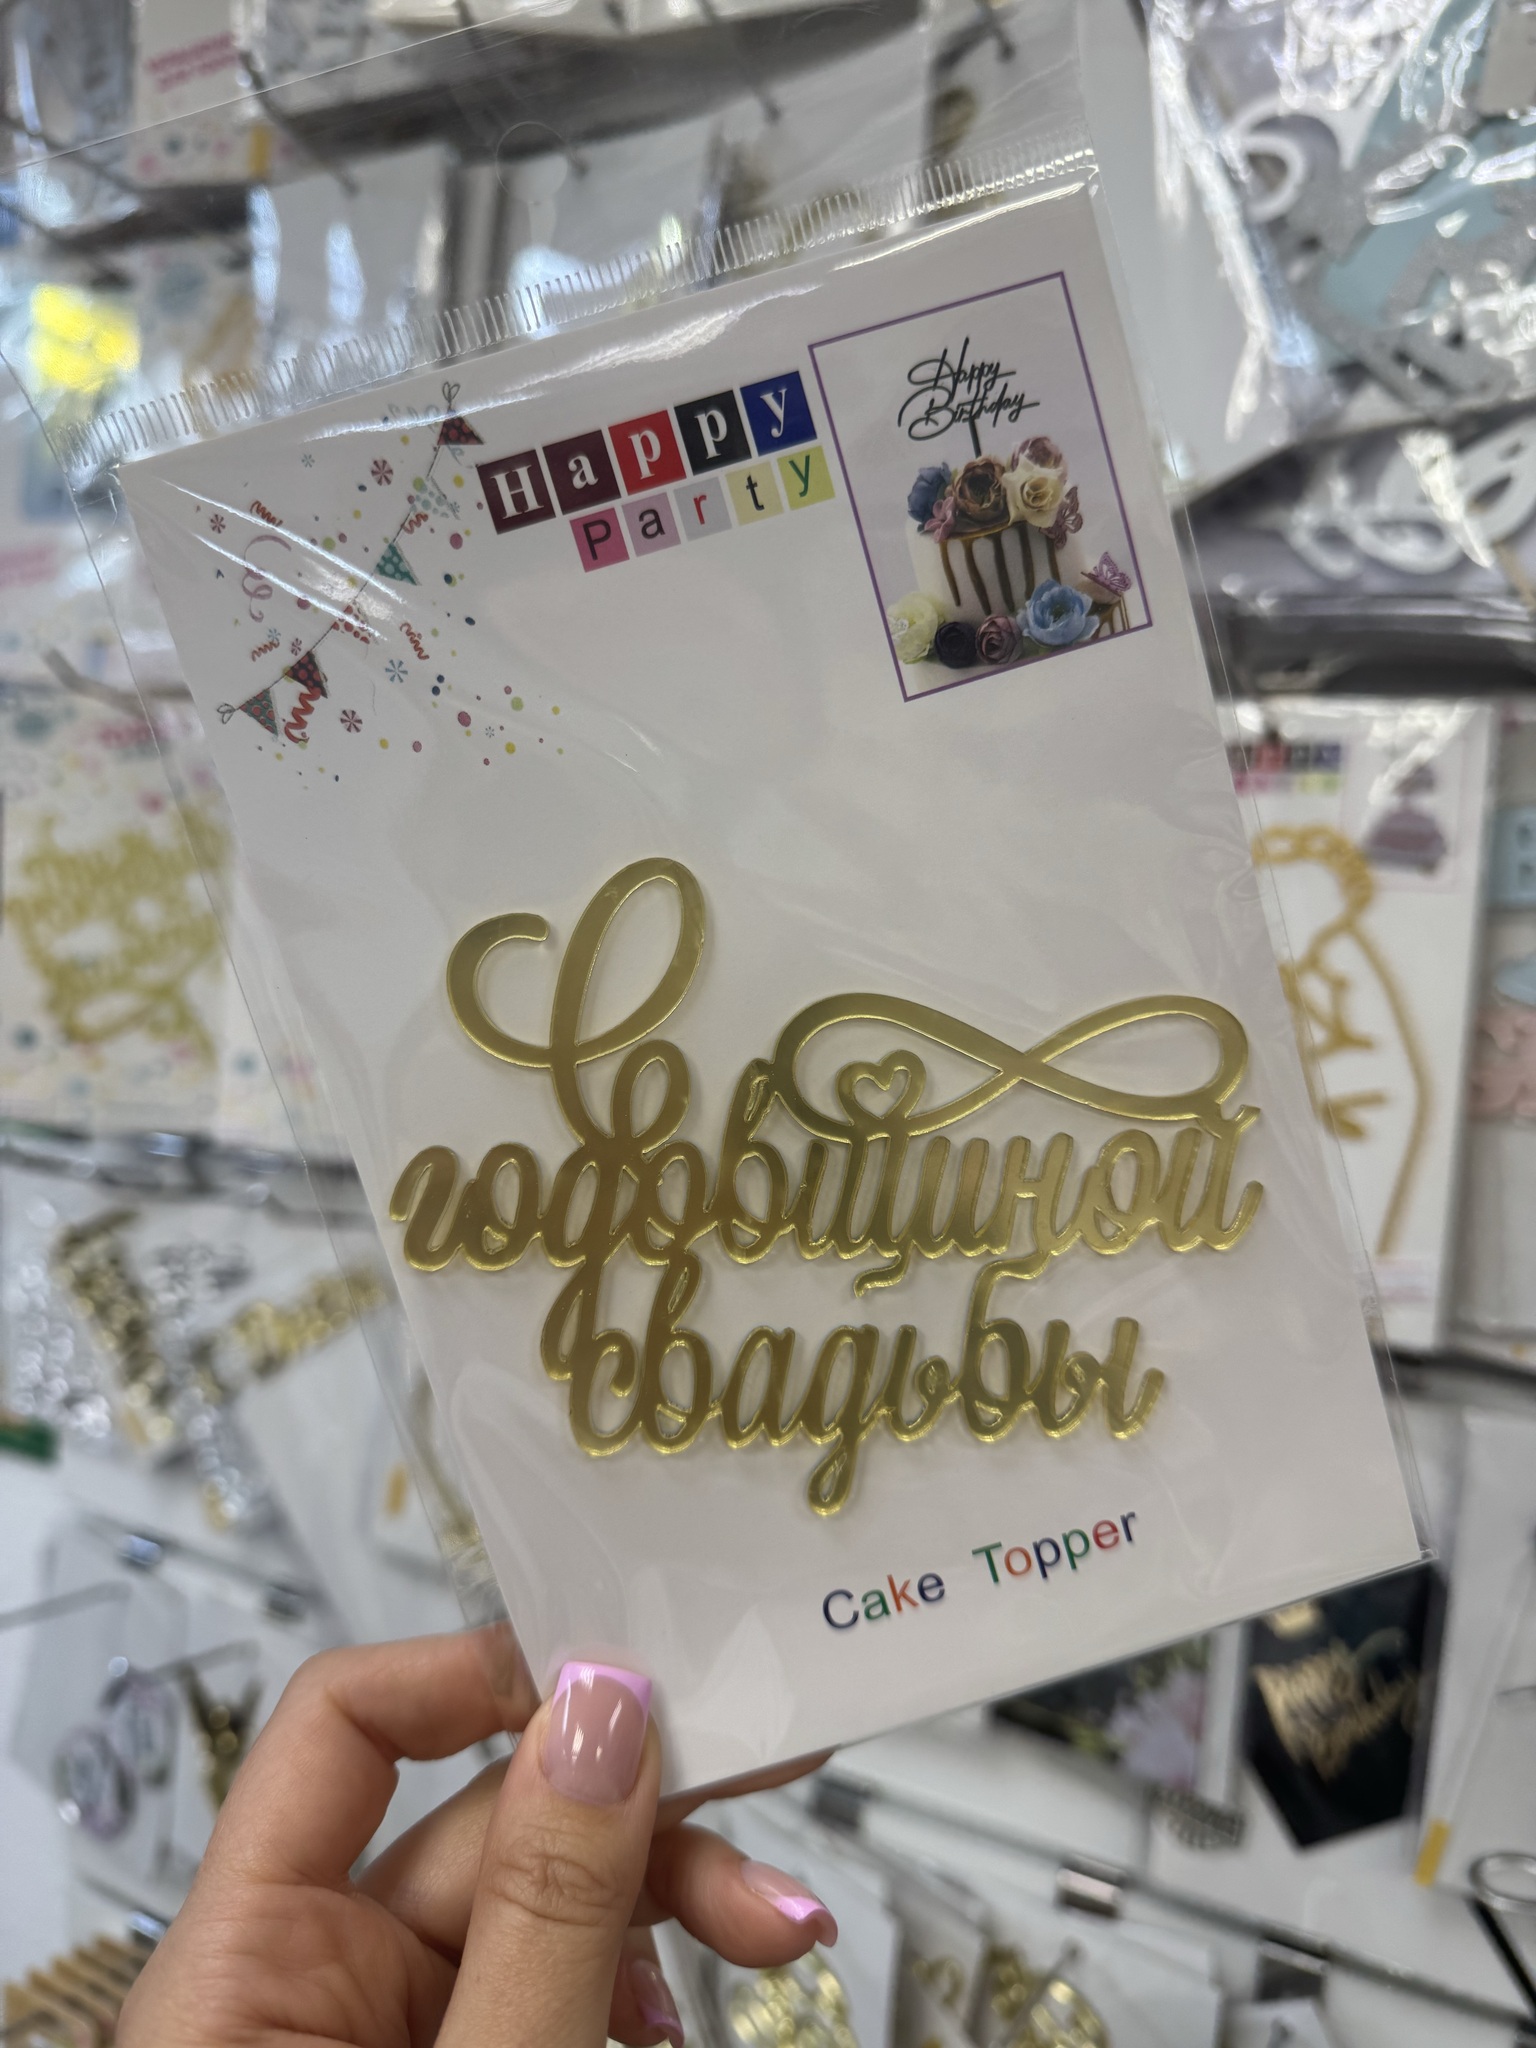 Happy
Party
Happy
Birthday
С
годовщиной
свадьбы
Cake Topper